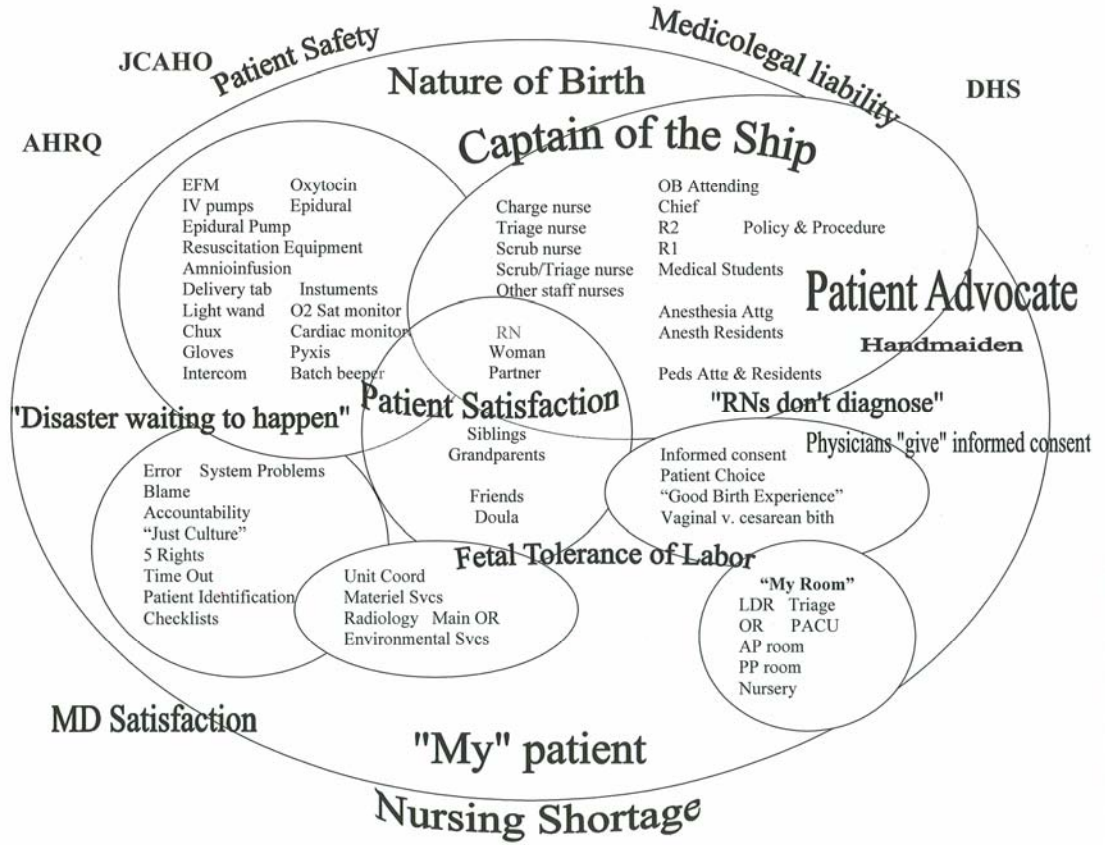 JCAHO
Patient Safety
Medicolegal liability
DHS
AHRQ
Nature of Birth
Captain of the Ship
EFM Oxytocin
IV pumps Epidural
Epidural Pump
Resuscitation Equipment
Amnioinfusion
Delivery tab Instuments
Light wand O2 Sat monitor
Chux Cardiac monitor
Gloves Pyxis
Intercom Batch beeper
Charge nurse
Triage nurse
Scrub nurse
Scrub/Triage nurse
Other staff nurses
OB Attending
Chief
R2 Policy & Procedure
R1
Medical Students
Anesthesia Attg
Anesth Residents
Peds Attg & Residents
Patient Advocate
Handmaiden
RN
Woman
Partner
Patient Satisfaction
Siblings
Grandparents
Friends
Doula
"Disaster waiting to happen"
"RNs don't diagnose"
Physicians "give" informed consent
Error System Problems
Blame
Accountability
“Just Culture”
5 Rights
Time Out
Patient Identification
Checklists
Informed consent
Patient Choice
“Good Birth Experience”
Vaginal v. cesarean bith
Fetal Tolerance of Labor
Unit Coord
Materiel Svcs
Radiology Main OR
Environmental Svcs
“My Room”
LDR Triage
OR PACU
AP room
PP room
Nursery
MD Satisfaction
"My" patient
Nursing Shortage